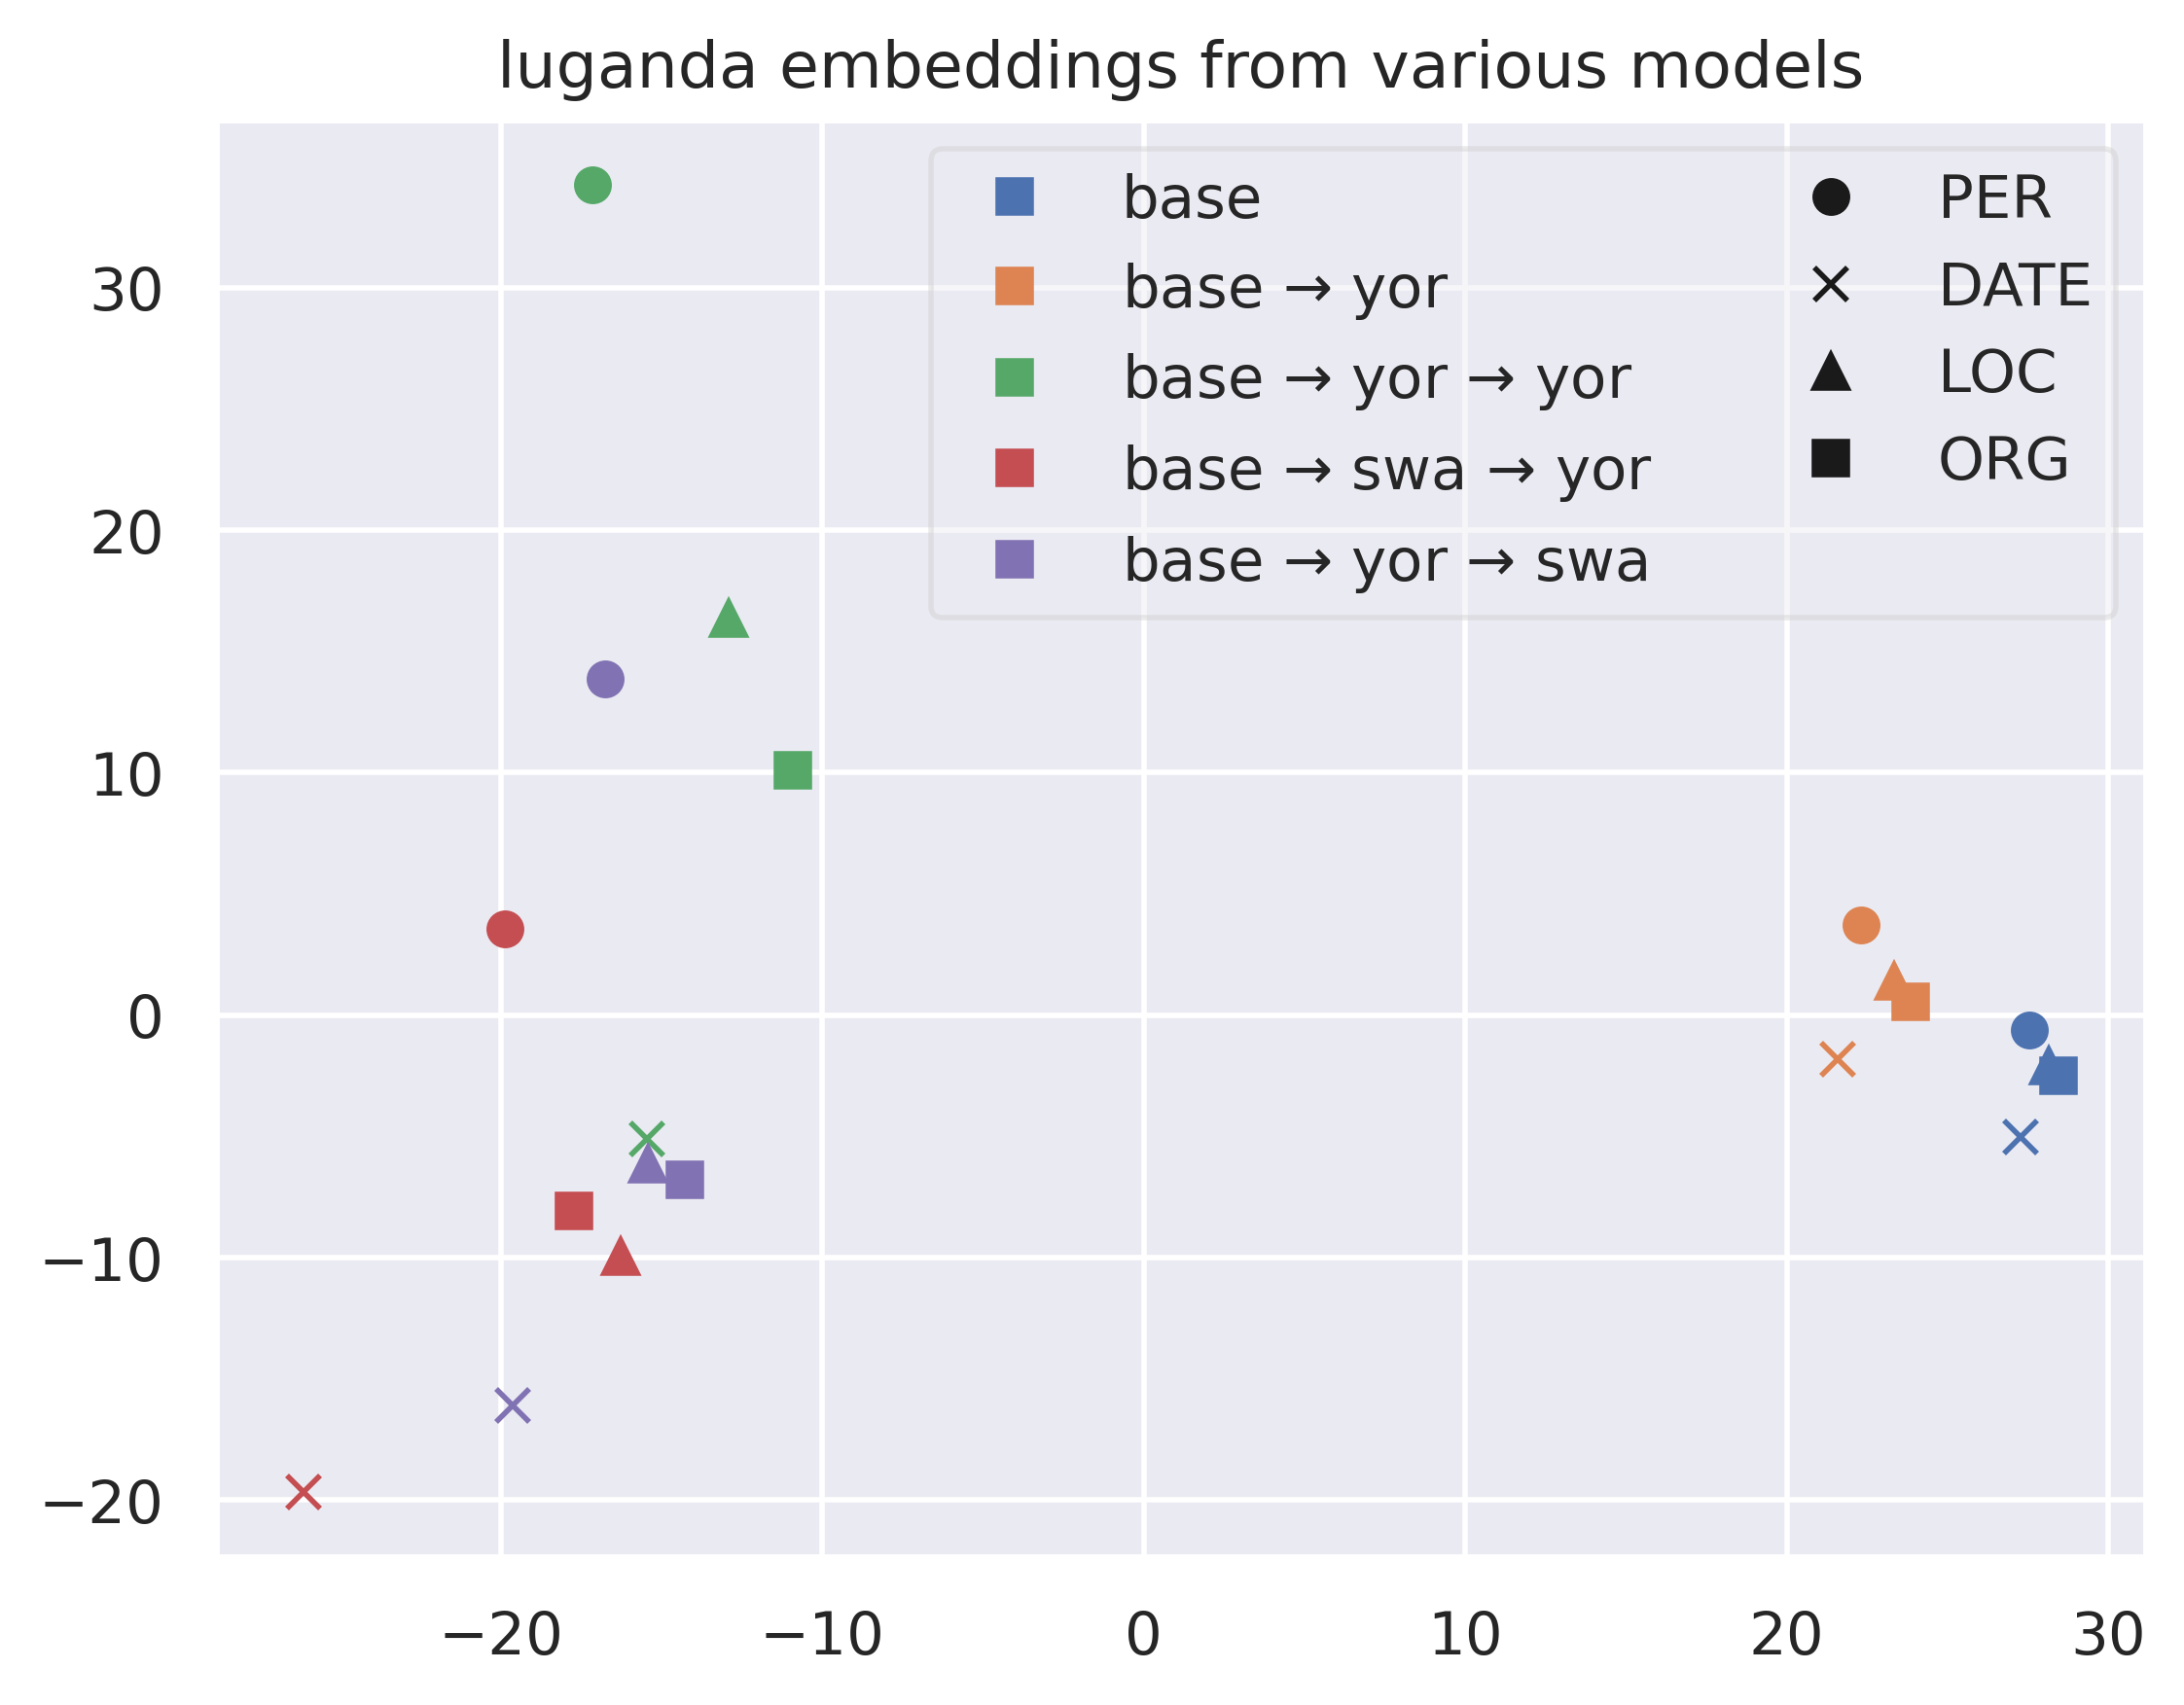 luganda embeddings from various models
base
base → yor
base → yor → yor
base → swa → yor
base → yor → swa
PER
DATE
LOC
ORG
30
20
10
0
−10
−20
−20
−10
0
10
20
30